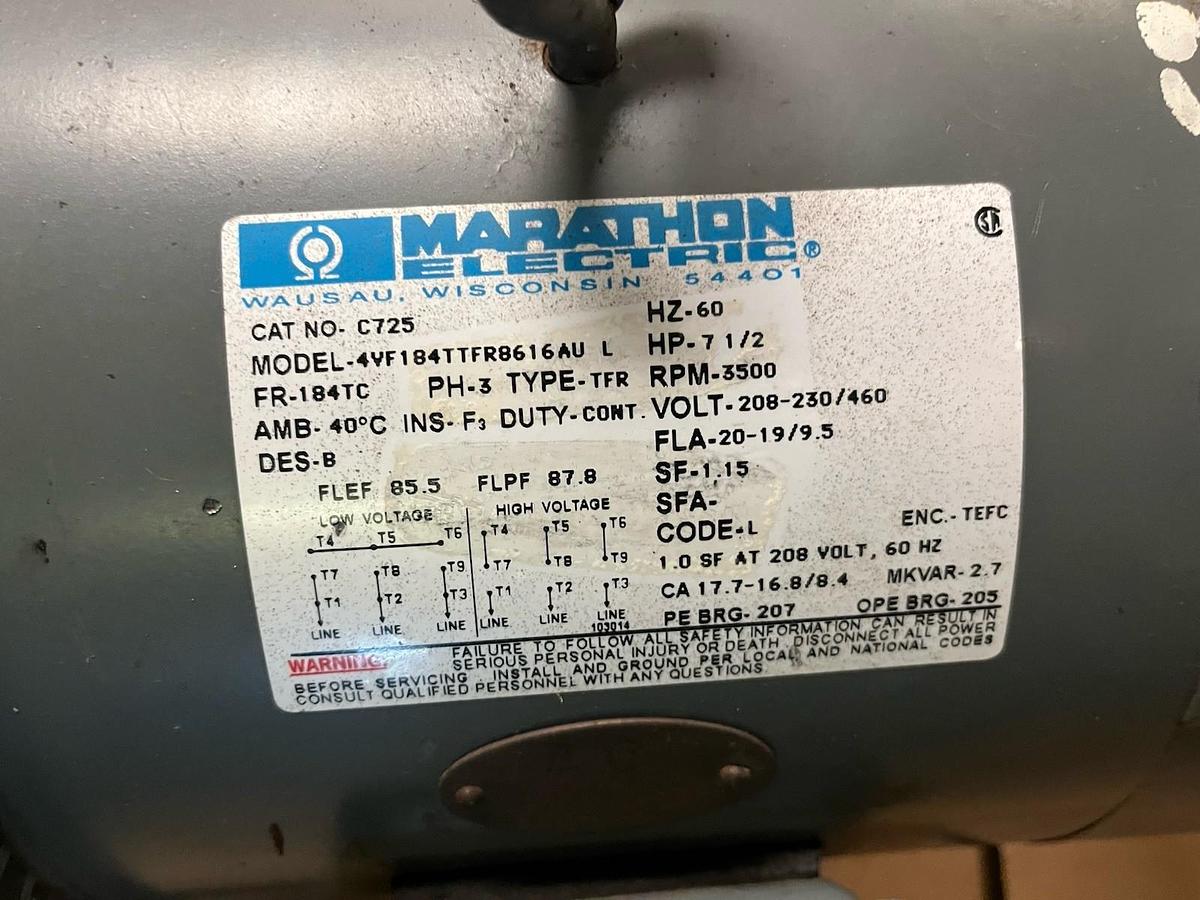 MARATHON
ELECTRIC®
WAUSAU, WISCONSIN 54401
SA
CAT NO- C725
MODEL-4VF184TTFR8616AU L
FR-184TC PH-3 TYPE-TFR
AMB- 40°C INS- F3 DUTY-CONT.
DES-B
HZ-60
HP-7 1/2
RPM-3500
VOLT-208-230/460
FLA-20-19/9.5
SF-1.15
SFA-
CODE-L
ENC.-TEFC
1.0 SF AT 208 VOLT, 60 HZ
CA 17.7-16.8/8.4 MKVAR-2.7
PE BRG-207 OPE BRG-205
FLEF 85.5 FLPF 87.8
LOW VOLTAGE
T4 T5 T6
T7 T8 T9
T1 T2 T3
LINE LINE LINE
HIGH VOLTAGE
T4 T5 T6
T7 T8 T9
T1 T2 T3
LINE LINE LINE
103014
WARNING:
FAILURE TO FOLLOW ALL SAFETY INFORMATION CAN RESULT IN
SERIOUS PERSONAL INJURY OR DEATH, DISCONNECT ALL POWER
BEFORE SERVICING, INSTALL AND GROUND PER LOCAL AND NATIONAL CODES
CONSULT QUALIFIED PERSONNEL WITH ANY QUESTIONS.